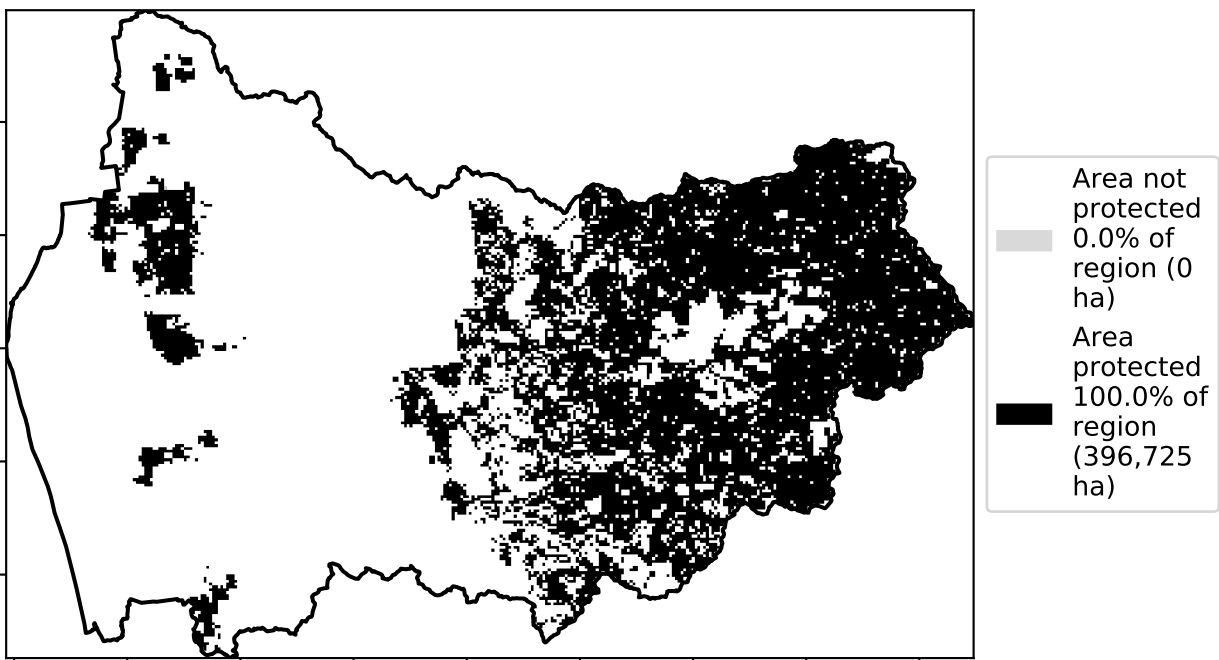 Area not
protected
0.0% of
region (0
ha)
Area
protected
100.0% of
region
(396,725
ha)